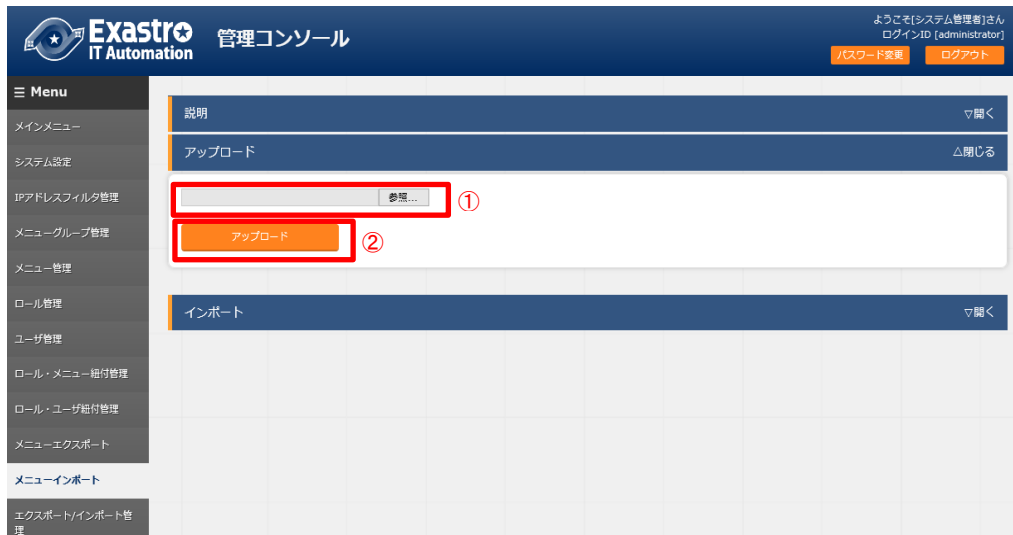 Exastro
IT Automation
管理コンソール
ようこそ[システム管理者]さん
ログインID [administrator]
パスワード変更
ログアウト
☰ Menu
メインメニュー
システム設定
IPアドレスフィルタ管理
メニューグループ管理
メニュー管理
ロール管理
ユーザ管理
ロール・メニュー紐付管理
ロール・ユーザ紐付管理
メニューエクスポート
メニューインポート
エクスポート/インポート管
理
説明
▽開く
アップロード
△閉じる
参照...
①
アップロード
②
インポート
▽開く